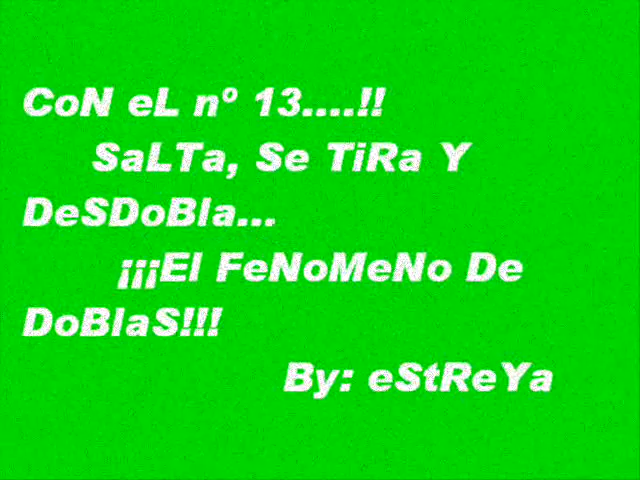 CoN eL nº 13....!!
SaLTa, Se TiRa Y
DeSDoBla...
¡¡¡El FeNoMeNo De
DoBlaS!!!
By: eStReYa